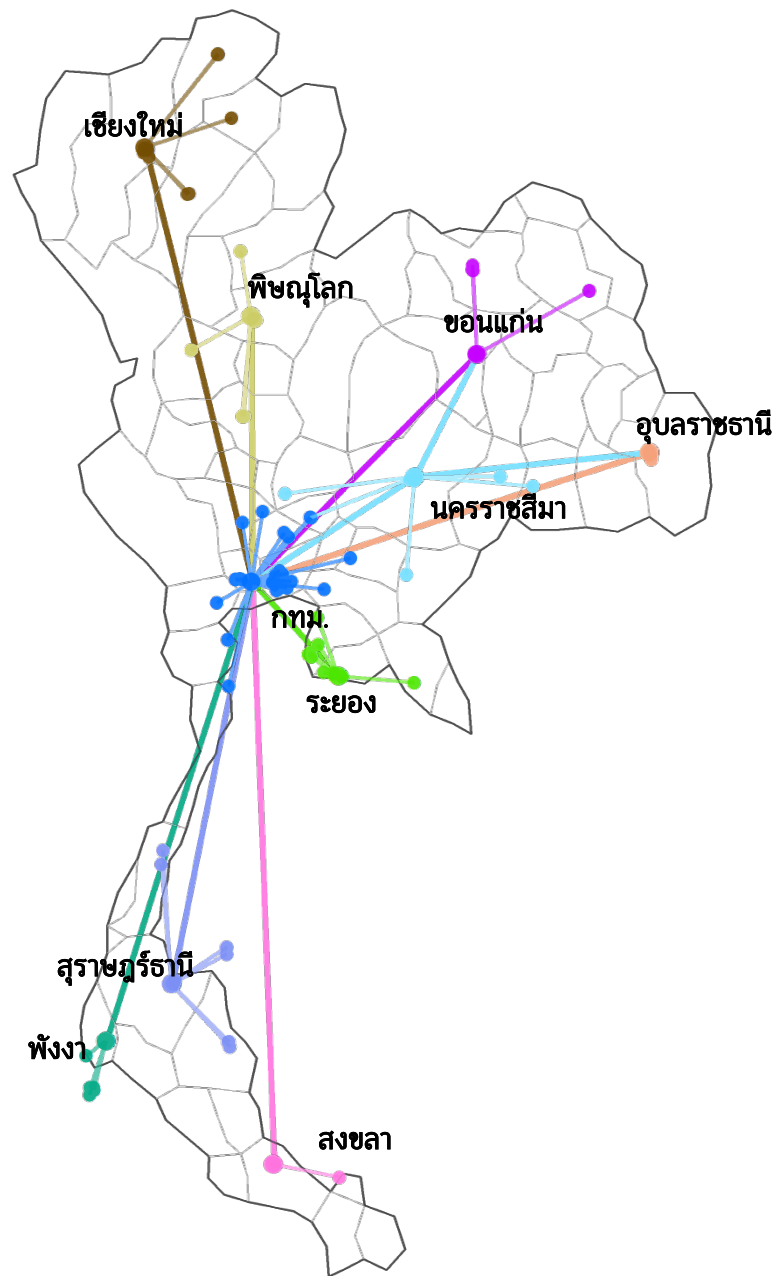 เชียงใหม่
พิษณุโลก
ขอนแก่น
อุบลราชธานี
นครราชสีมา
กทม.
ระยอง
สุราษฎร์ธานี
พังงา
สงขลา